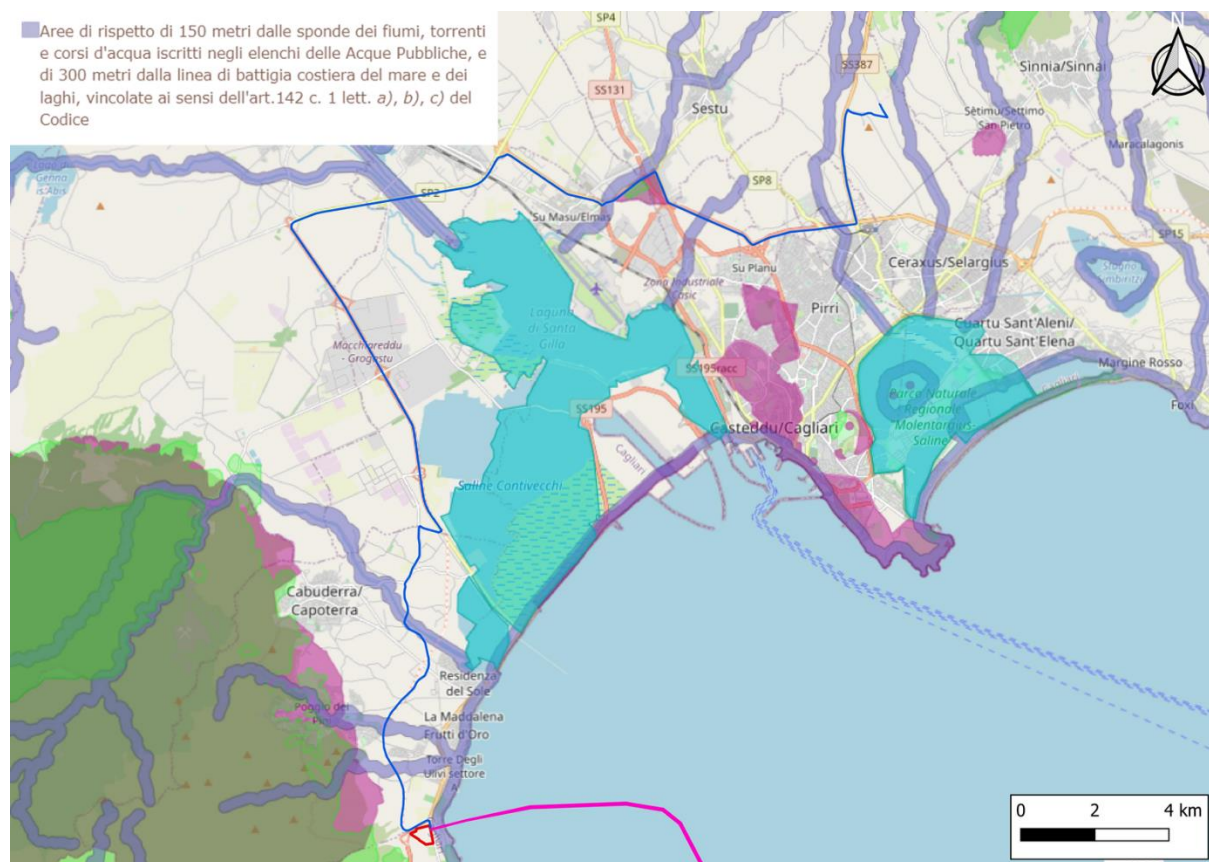 Aree di rispetto di 150 metri dalle sponde dei fiumi, torrenti
e corsi d'acqua iscritti negli elenchi delle Acque Pubbliche, e
di 300 metri dalla linea di battigia costiera del mare e dei
laghi, vincolate ai sensi dell'art.142 c. 1 lett. a), b), c) del
Codice
N
SP4
SS387
Sinnia/Sinnai
SS131
Sestu
Sètimu/Settimo
San Pietro
Maracalagonis
SP2
SP8
Su Masu/Elmas
SP15
Su Planu
Ceraxus/Selargius
Zona Industriale
Casic
Laguna
di Santa
Gilla
Pirri
Macchiareddu
- Grogastu
Cuartu Sant'Aleni/
Quartu Sant'Elena
SS195racc
Margine Rosso
Cagliari
Foxi
Parco Naturale
Regionale
Molentargius-
Saline
SS195
Casteddu/Cagliari
Cagliari
Saline Contivecchi
Cabuderra/
Capoterra
Residenza
del Sole
Poggio dei
La Maddalena
Frutti d'Oro
Torre Degli
Ulivi settore
A
0 2 4 km